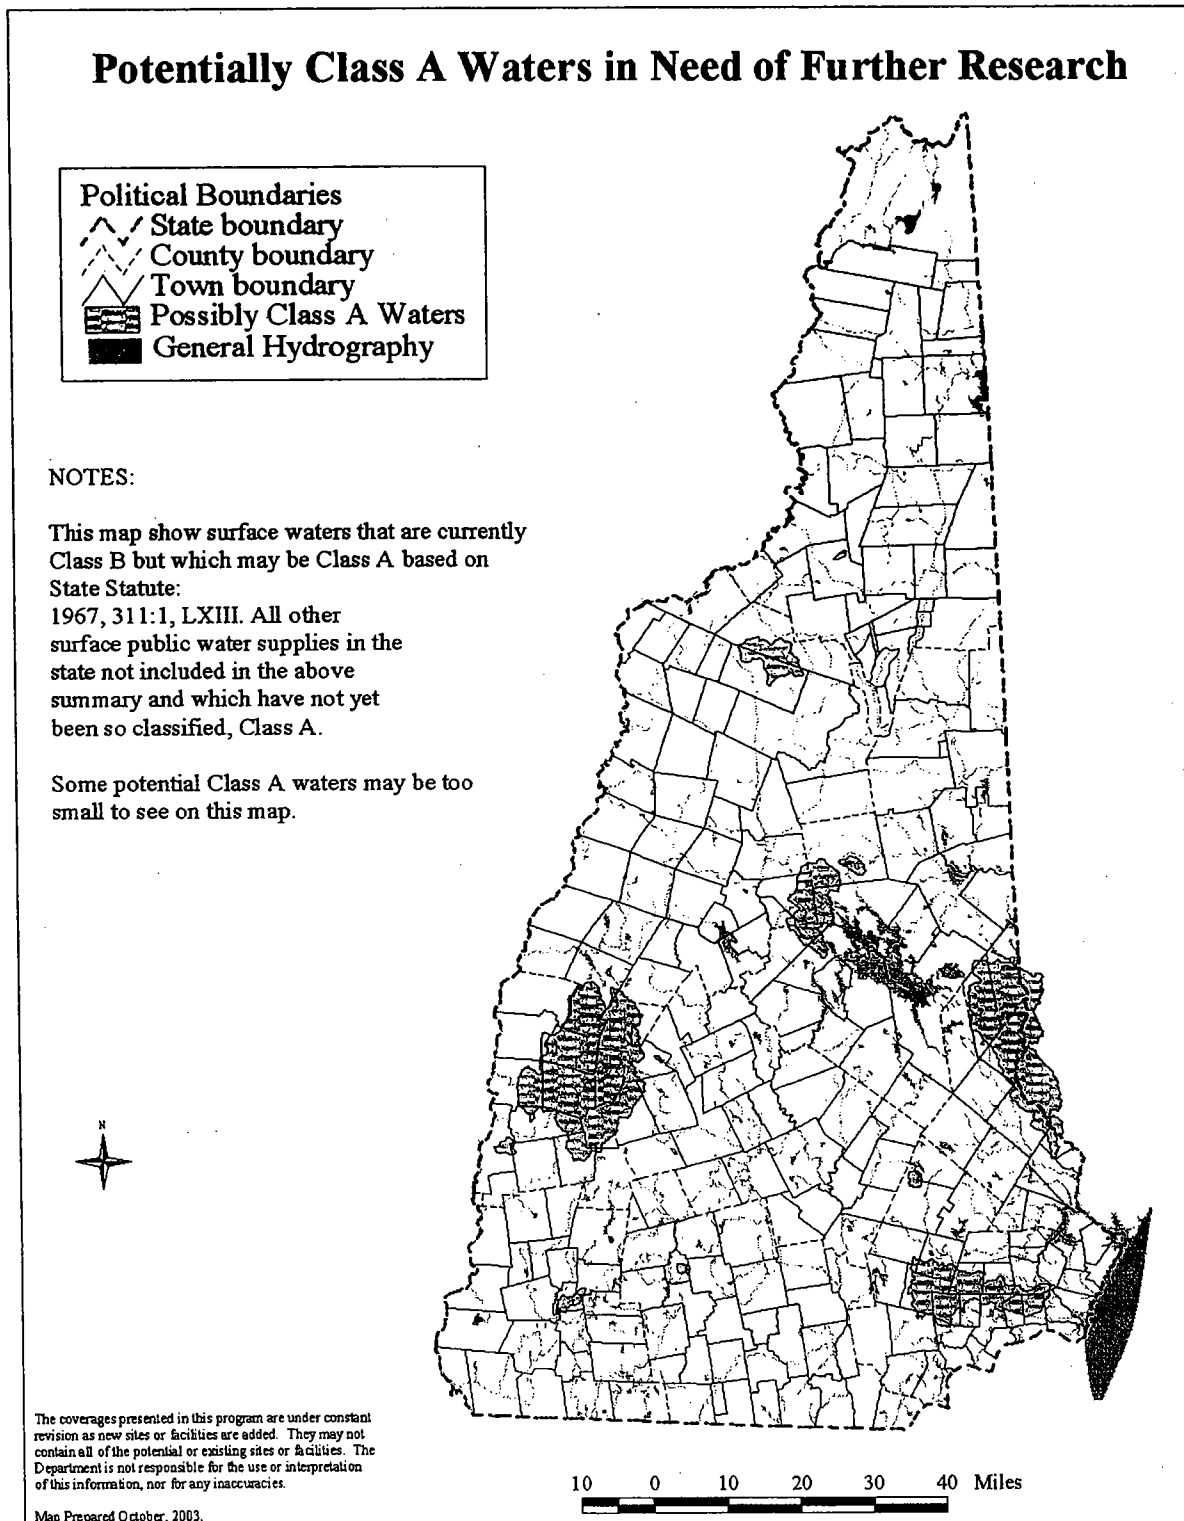 Potentially Class A Waters in Need of Further Research
Political Boundaries
State boundary
County boundary
Town boundary
Possibly Class A Waters
General Hydrography
NOTES:
This map show surface waters that are currently
Class B but which may be Class A based on
State Statute:
1967, 311:1, LXIII. All other
surface public water supplies in the
state not included in the above
summary and which have not yet
been so classified, Class A.
Some potential Class A waters may be too
small to see on this map.
N
The coverages presented in this program are under constant
revision as new sites or facilities are added. They may not
contain all of the potential or existing sites or facilities. The
Department is not responsible for the use or interpretation
of this information, nor for any inaccuracies.
Map Prepared October, 2003.
10 0 10 20 30 40 Miles